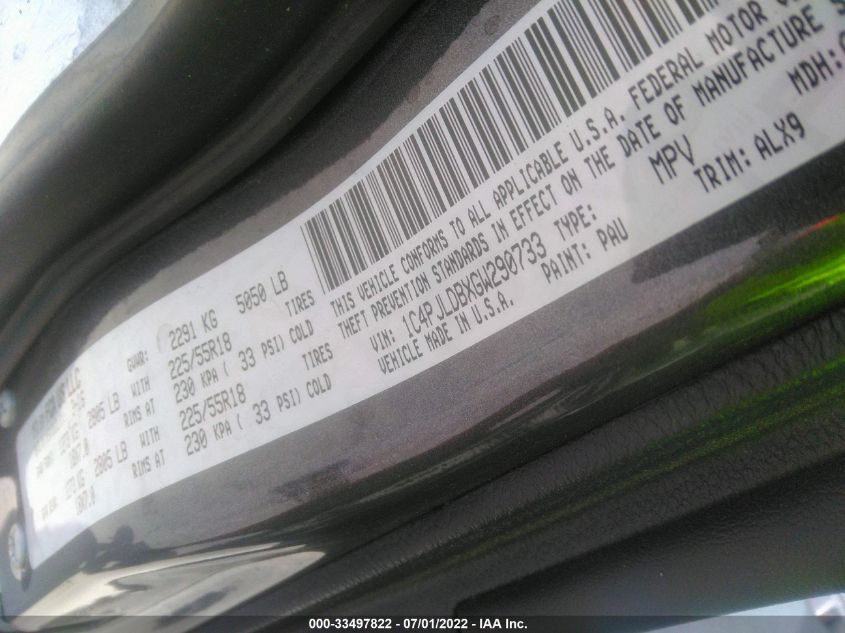 GVWR: 2291 KG 5050 LB
2805 LB WITH 225/55R18 TIRES
RIMS AT 230 KPA ( 33 PSI) COLD
2805 LB WITH 225/55R18 TIRES
RIMS AT 230 KPA ( 33 PSI) COLD
THIS VEHICLE CONFORMS TO ALL APPLICABLE U.S.A. FEDERAL MOTOR
THEFT PREVENTION STANDARDS IN EFFECT ON THE DATE OF MANUFACTURE
VIN: 1C4PJLDBXGW290733 TYPE: MPV MDH:
VEHICLE MADE IN U.S.A. PAINT: PAU TRIM: ALX9
000-33497822 - 07/01/2022 - IAA Inc.